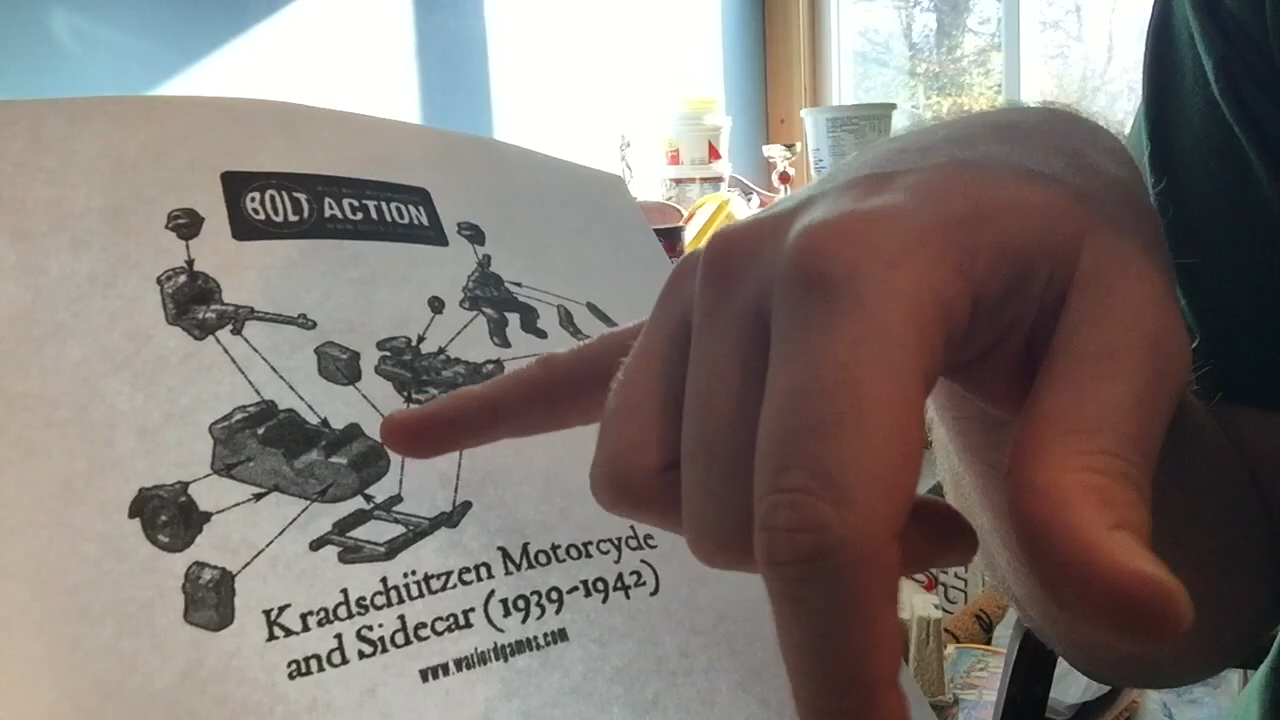 BOLT ACTION
Kradschützen Motorcycle
and Sidecar (1939-1942)
www.warlordgames.com